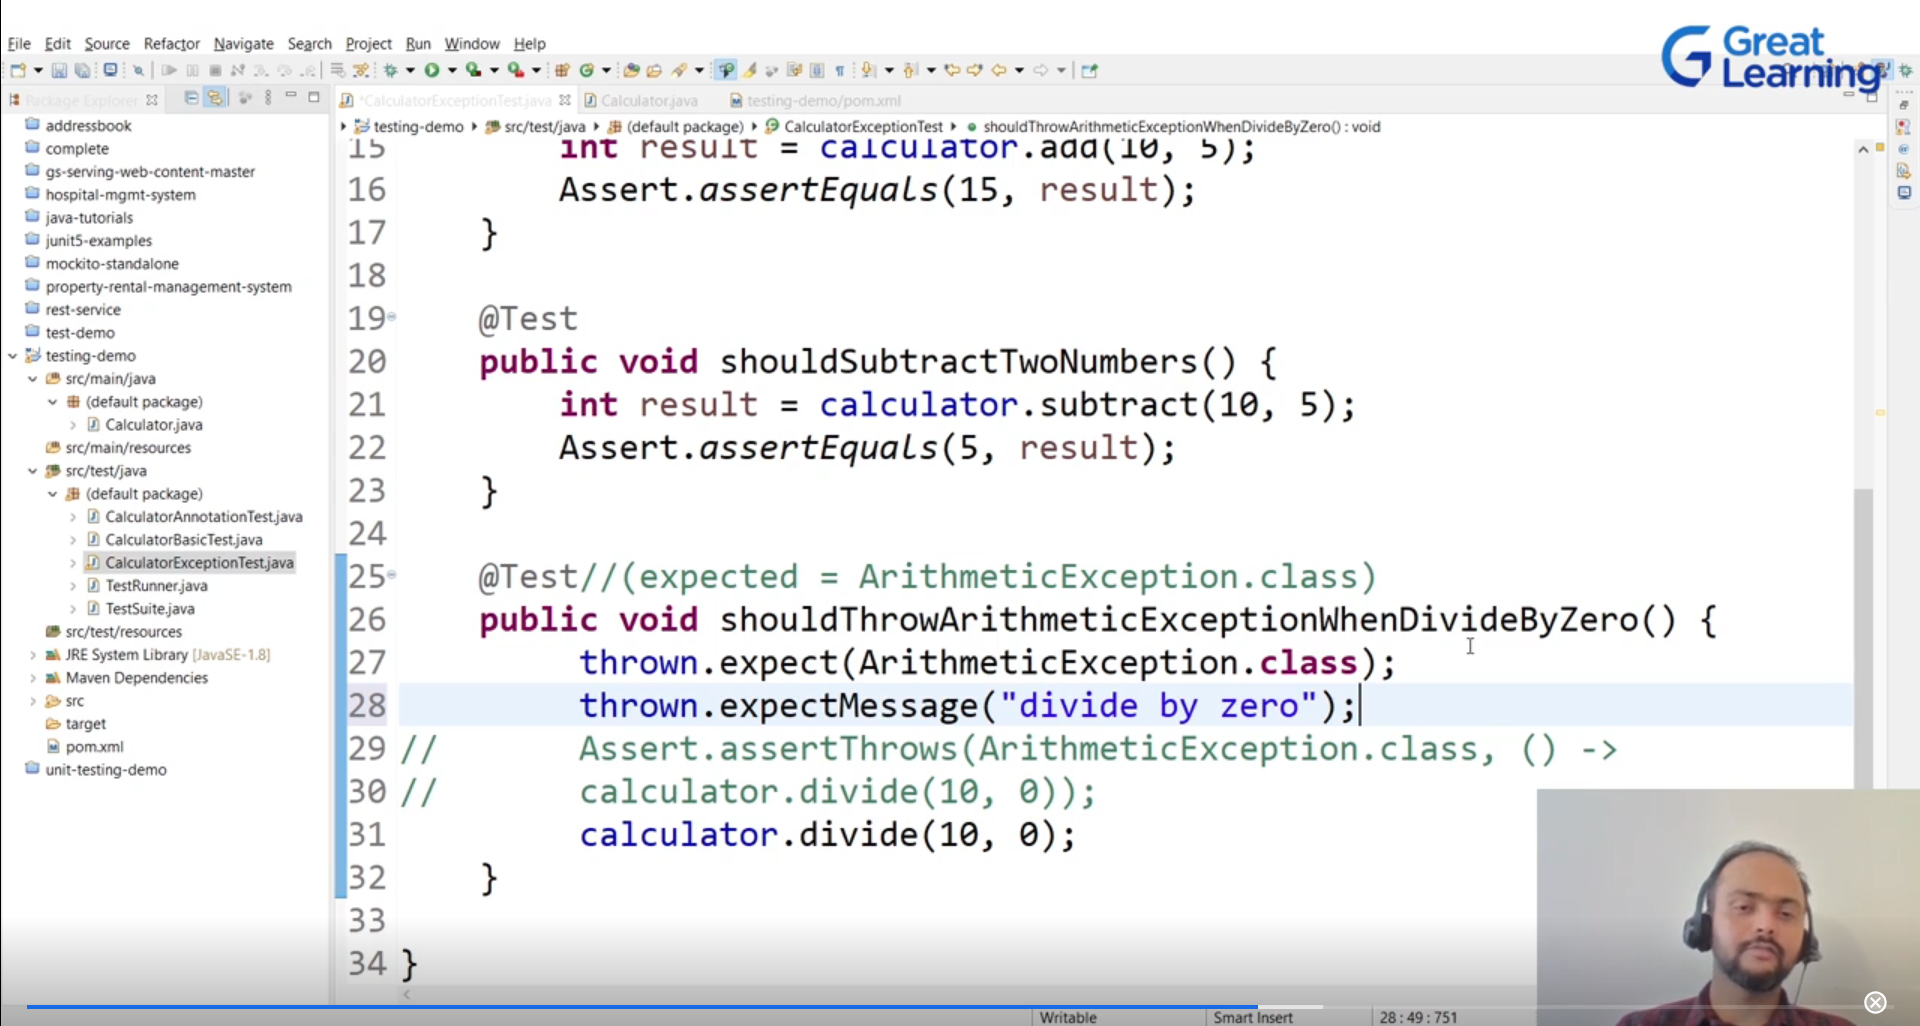 Great
Learning
File Edit Source Refactor Navigate Search Project Run Window Help
Package Explorer
*CalculatorExceptionTest.java Calculator.java testing-demo/pom.xml
testing-demo src/test/java (default package) CalculatorExceptionTest shouldThrowArithmeticExceptionWhenDivideByZero() : void
addressbook
complete
gs-serving-web-content-master
hospital-mgmt-system
java-tutorials
junit5-examples
mockito-standalone
property-rental-management-system
rest-service
test-demo
testing-demo
src/main/java
(default package)
Calculator.java
src/main/resources
src/test/java
(default package)
CalculatorAnnotationTest.java
CalculatorBasicTest.java
CalculatorExceptionTest.java
TestRunner.java
TestSuite.java
src/test/resources
JRE System Library [JavaSE-1.8]
Maven Dependencies
src
target
pom.xml
unit-testing-demo
15 int result = calculator.add(10, 5);
16 Assert.assertEquals(15, result);
17 }
18
19 @Test
20 public void shouldSubtractTwoNumbers() {
21 int result = calculator.subtract(10, 5);
22 Assert.assertEquals(5, result);
23 }
24
25 @Test//(expected = ArithmeticException.class)
26 public void shouldThrowArithmeticExceptionWhenDivideByZero() {
27 thrown.expect(ArithmeticException.class);
28 thrown.expectMessage("divide by zero");
29 // Assert.assertThrows(ArithmeticException.class, () ->
30 // calculator.divide(10, 0));
31 calculator.divide(10, 0);
32 }
33
34 }
Writable Smart Insert 28 : 49 : 751